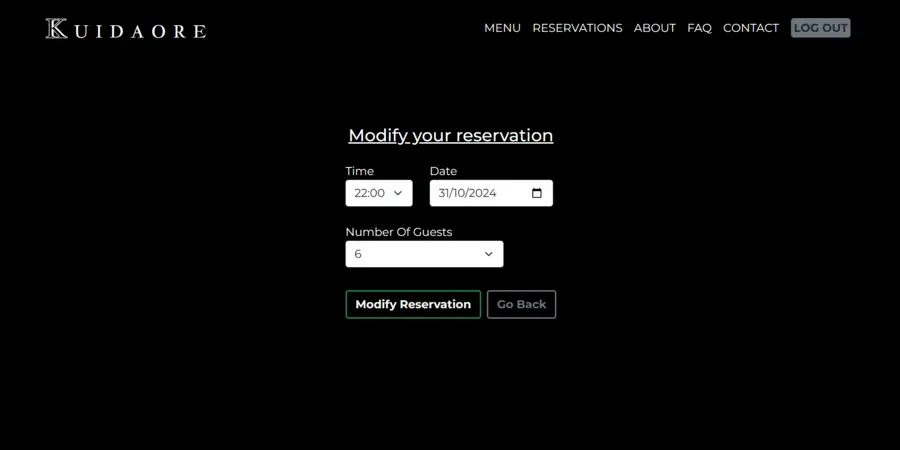 KUIDAORE MENU RESERVATIONS ABOUT FAQ CONTACT LOG OUT
Modify your reservation
Time Date
22:00 31/10/2024
Number Of Guests
6
Modify Reservation Go Back